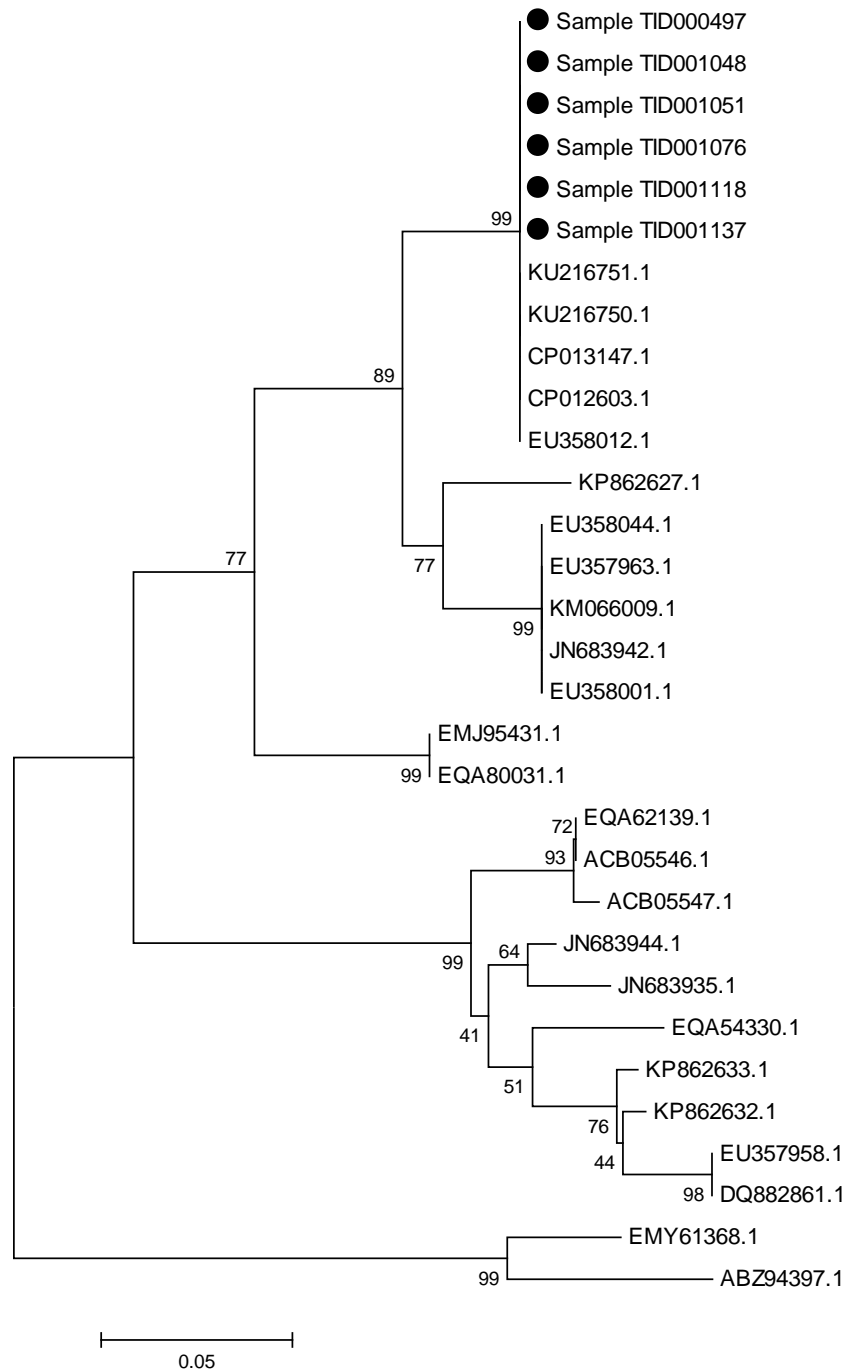 Sample TID000497
Sample TID001048
Sample TID001051
Sample TID001076
Sample TID001118
99
Sample TID001137
KU216751.1
KU216750.1
CP013147.1
89
CP012603.1
EU358012.1
KP862627.1
EU358044.1
77
77
EU357963.1
KM066009.1
99
JN683942.1
EU358001.1
EMJ95431.1
99
EQA80031.1
EQA62139.1
72
93
ACB05546.1
ACB05547.1
JN683944.1
64
99
JN683935.1
EQA54330.1
41
KP862633.1
51
KP862632.1
76
EU357958.1
44
98
DQ882861.1
EMY61368.1
99
ABZ94397.1
0.05